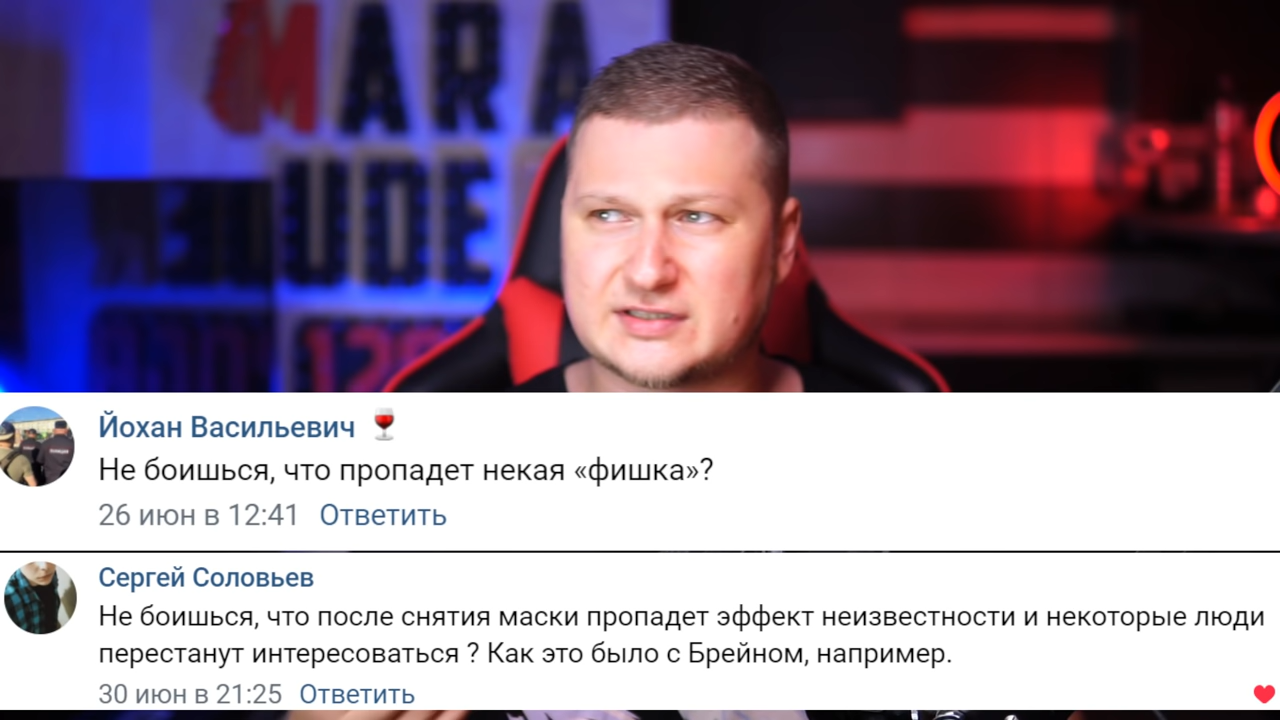 MARA
UDE
Йохан Васильевич 🍷
Не боишься, что пропадет некая «фишка»?
26 июн в 12:41 Ответить
Сергей Соловьев
Не боишься, что после снятия маски пропадет эффект неизвестности и некоторые люди
перестанут интересоваться ? Как это было с Брейном, например.
30 июн в 21:25 Ответить